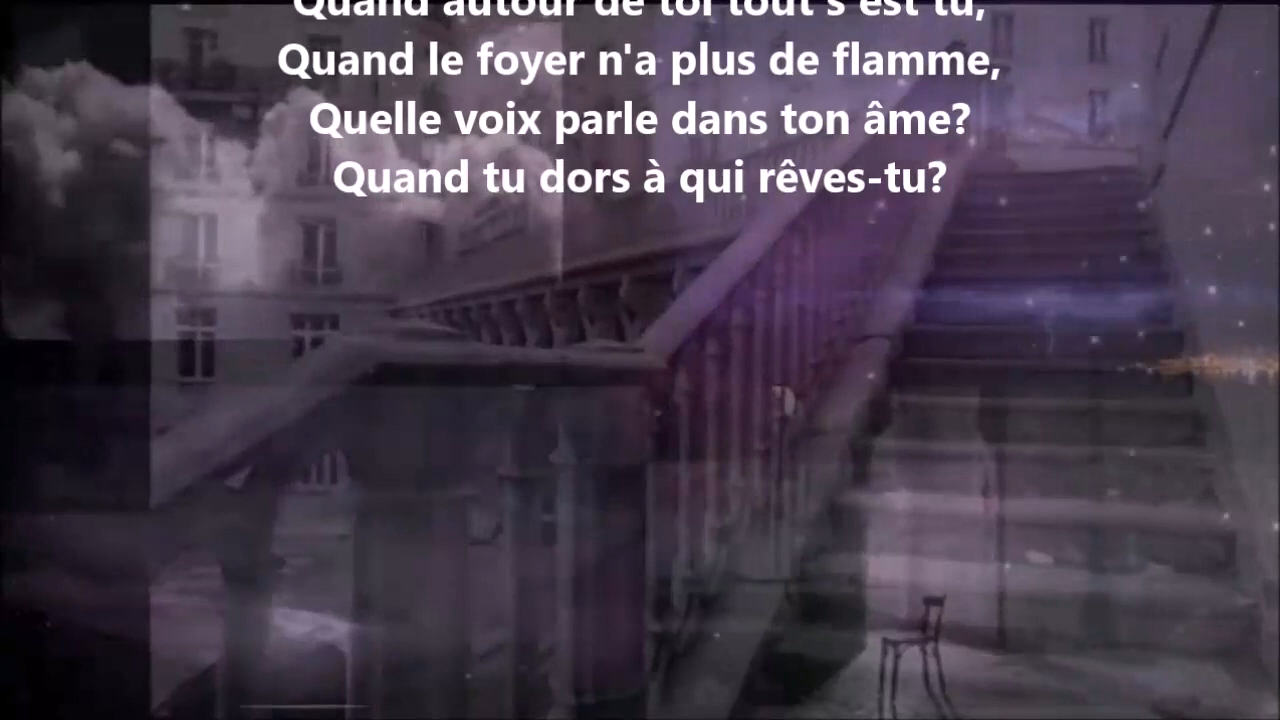 Quand autour de toi tout s'est tu,
Quand le foyer n'a plus de flamme,
Quelle voix parle dans ton âme?
Quand tu dors à qui rêves-tu?